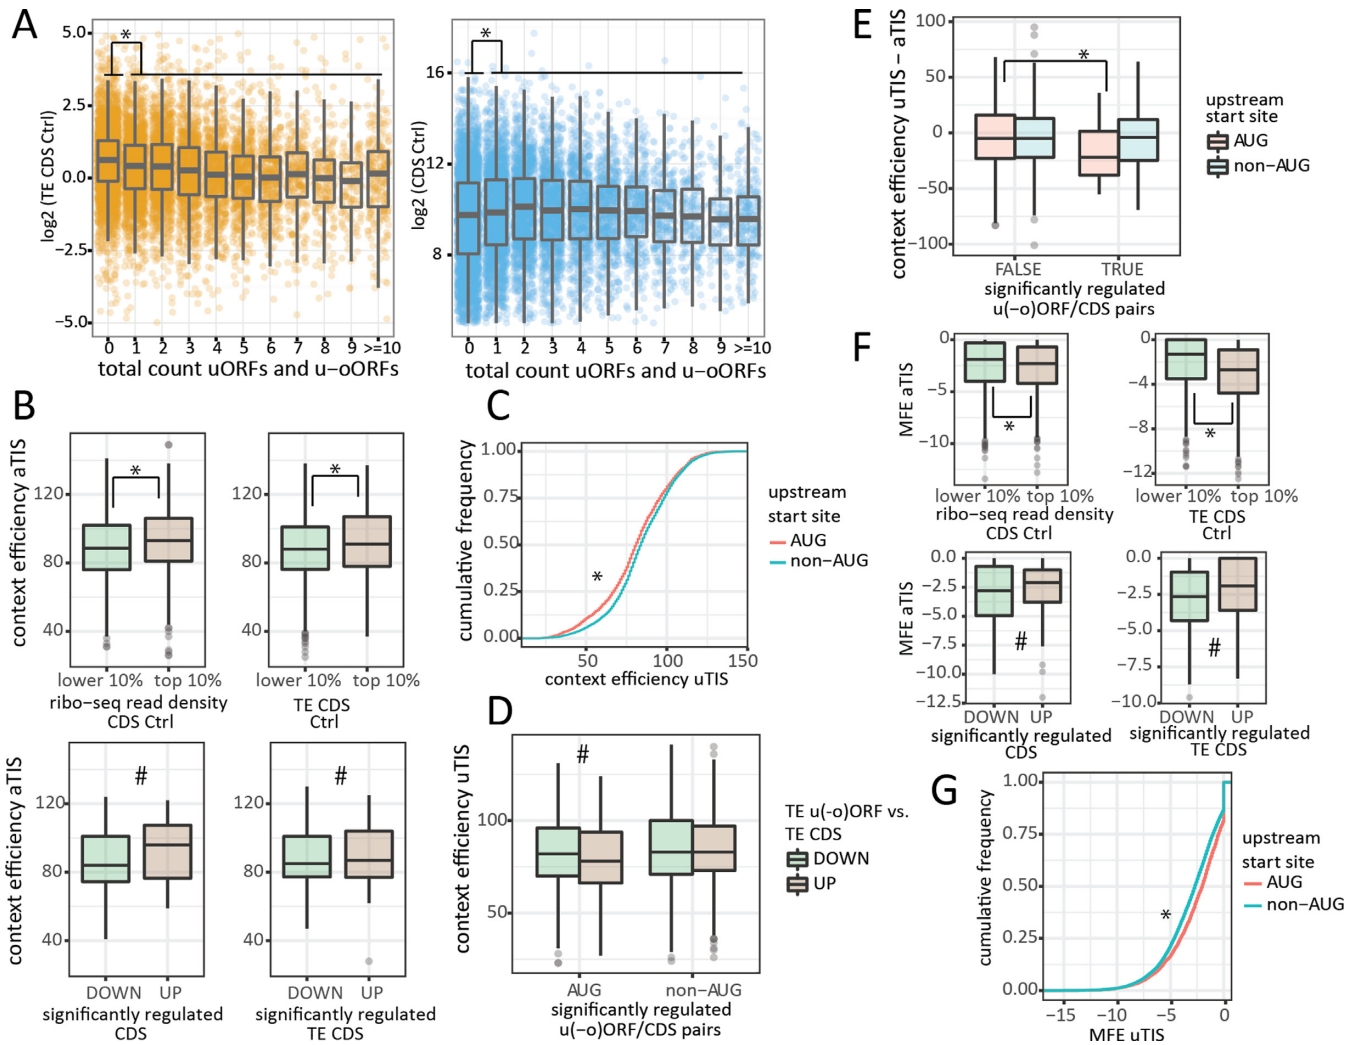 A
log2 (TE CDS Ctrl)
5.0
2.5
0.0
−2.5
−5.0
*
0 1 2 3 4 5 6 7 8 9 >=10
total count uORFs and u−oORFs
log2 (CDS Ctrl)
16
12
8
*
0 1 2 3 4 5 6 7 8 9 >=10
total count uORFs and u−oORFs
B
context efficiency aTIS
120
80
40
*
lower 10% top 10%
ribo−seq read density
CDS Ctrl
120
80
40
*
lower 10% top 10%
TE CDS
Ctrl
context efficiency aTIS
120
80
40
#
DOWN UP
significantly regulated
CDS
120
80
40
#
DOWN UP
significantly regulated
TE CDS
C
cumulative frequency
1.00
0.75
0.50
0.25
0.00
*
50 100 150
context efficiency uTIS
upstream
start site
AUG
non−AUG
D
context efficiency uTIS
100
50
#
AUG non−AUG
significantly regulated
u(−o)ORF/CDS pairs
TE u(-o)ORF vs.
TE CDS
DOWN
UP
E
context efficiency uTIS − aTIS
100
50
0
−50
−100
*
FALSE TRUE
significantly regulated
u(−o)ORF/CDS pairs
upstream
start site
AUG
non−AUG
F
MFE aTIS
0
−5
−10
*
lower 10% top 10%
ribo−seq read density
CDS Ctrl
0
−4
−8
−12
*
lower 10% top 10%
TE CDS
Ctrl
MFE aTIS
0.0
−2.5
−5.0
−7.5
−10.0
−12.5
#
DOWN UP
significantly regulated
CDS
0.0
−2.5
−5.0
−7.5
−10.0
#
DOWN UP
significantly regulated
TE CDS
G
cumulative frequency
1.00
0.75
0.50
0.25
0.00
*
−15 −10 −5 0
MFE uTIS
upstream
start site
AUG
non−AUG